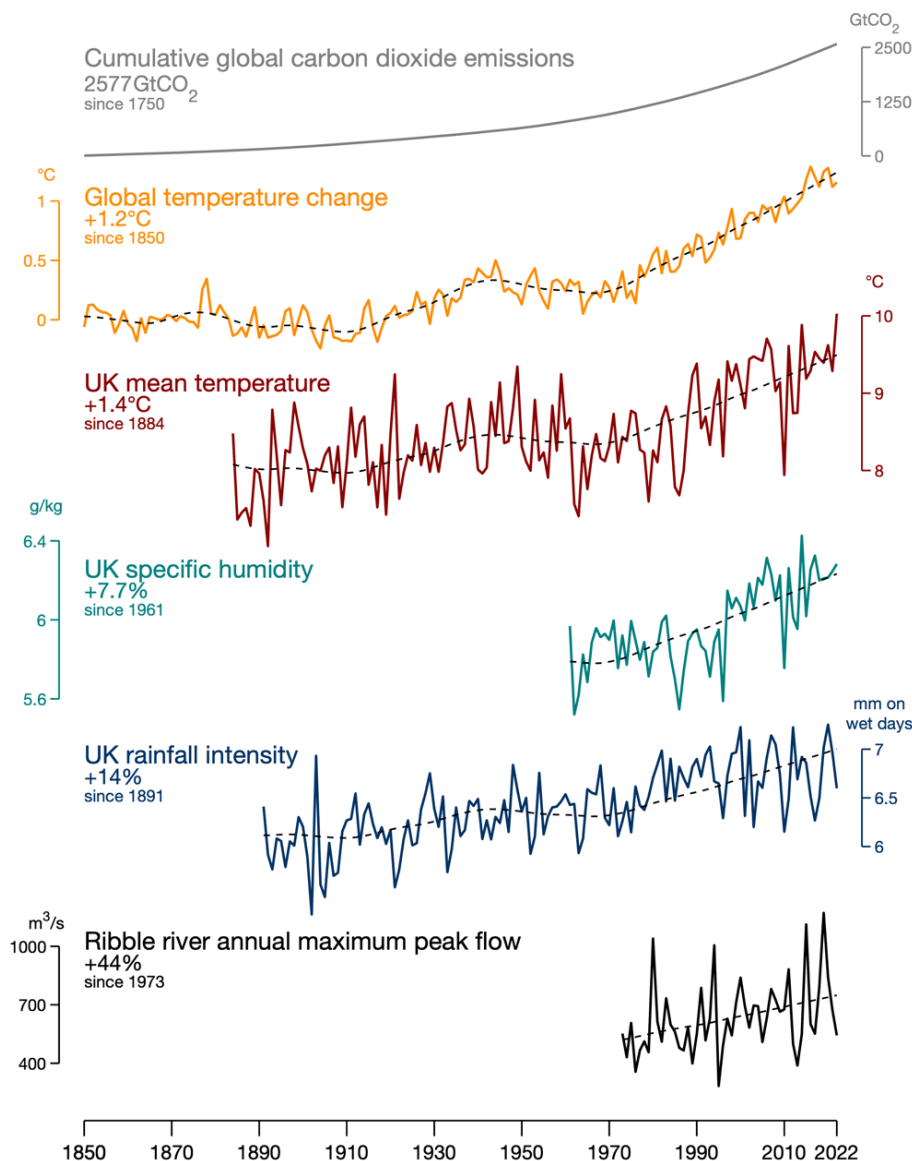 GtCO2
2500
Cumulative global carbon dioxide emissions
2577GtCO2
since 1750
1250
0
°C
Global temperature change
1
+1.2°C
since 1850
0.5
°C
0
10
UK mean temperature
+1.4°C
9
since 1884
8
g/kg
6.4
UK specific humidity
+7.7%
since 1961
6
5.6
mm on
wet days
UK rainfall intensity
7
+14%
since 1891
6.5
6
m3/s
Ribble river annual maximum peak flow
1000
+44%
since 1973
700
400
1850 1870 1890 1910 1930 1950 1970 1990 2010 2022